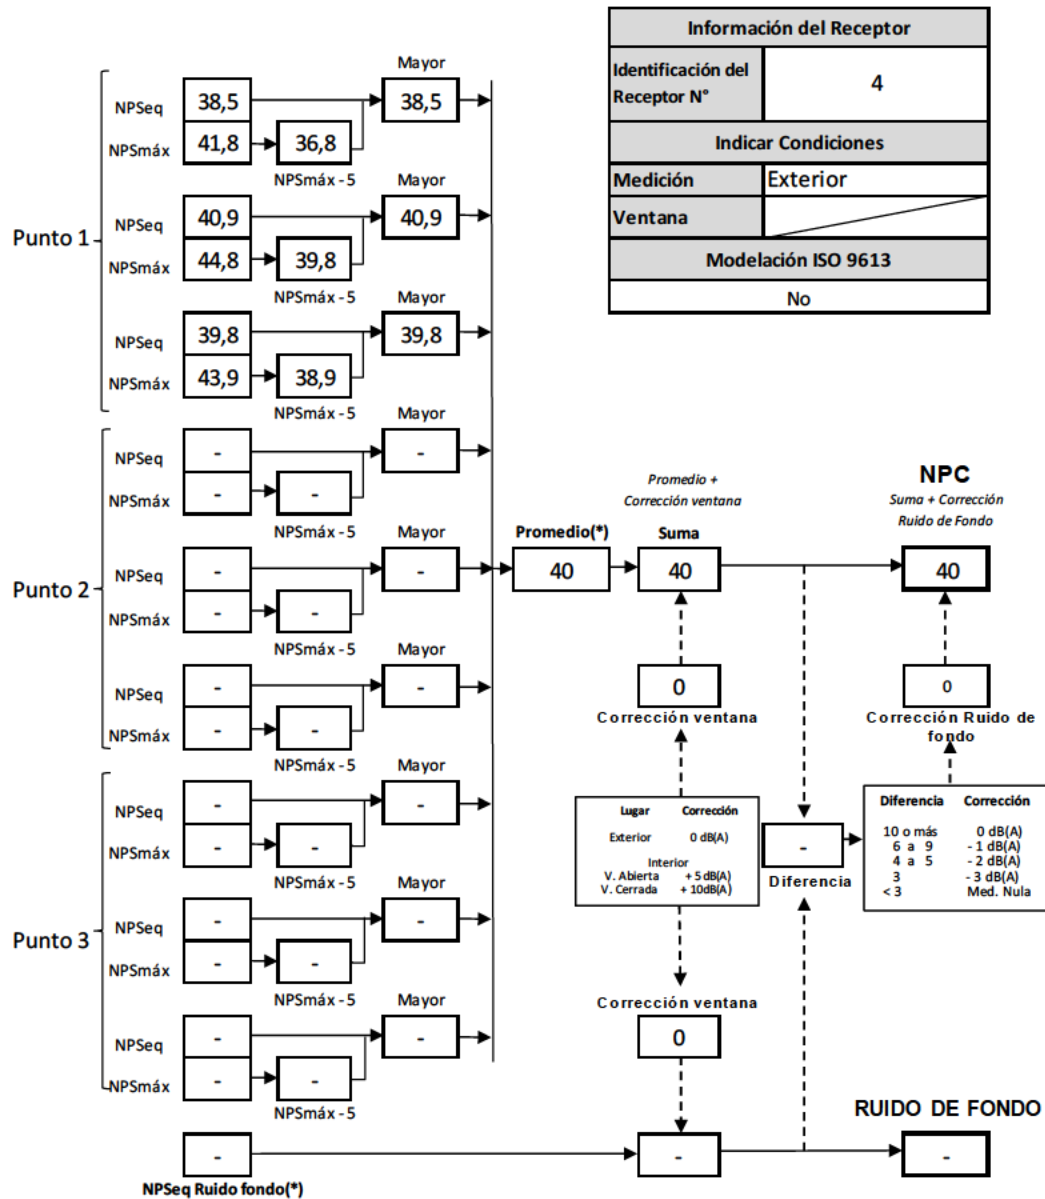 Información del Receptor
Identificación del Receptor N° 4
Indicar Condiciones
Medición Exterior
Ventana
Modelación ISO 9613
No
Punto 1
Mayor
NPSeq 38,5 38,5
NPSmáx 41,8 36,8
NPSmáx - 5 Mayor
NPSeq 40,9 40,9
NPSmáx 44,8 39,8
NPSmáx - 5 Mayor
NPSeq 39,8 39,8
NPSmáx 43,9 38,9
NPSmáx - 5
Punto 2
Mayor
NPSeq - -
NPSmáx - -
NPSmáx - 5 Mayor
NPSeq - -
NPSmáx - -
NPSmáx - 5 Mayor
NPSeq - -
NPSmáx - -
NPSmáx - 5
Punto 3
Mayor
NPSeq - -
NPSmáx - -
NPSmáx - 5 Mayor
NPSeq - -
NPSmáx - -
NPSmáx - 5 Mayor
NPSeq - -
NPSmáx - -
NPSmáx - 5
-
NPSeq Ruido fondo(*)
Promedio(*)
40
Promedio +
Corrección ventana
Suma
40
0
Corrección ventana
Lugar Corrección
Exterior 0 dB(A)
Interior
V. Abierta + 5 dB(A)
V. Cerrada + 10dB(A)
Corrección ventana
0
-
-
Diferencia
NPC
Suma + Corrección
Ruido de Fondo
40
0
Corrección Ruido de
fondo
Diferencia Corrección
10 o más 0 dB(A)
6 a 9 - 1 dB(A)
4 a 5 - 2 dB(A)
3 - 3 dB(A)
< 3 Med. Nula
RUIDO DE FONDO
-